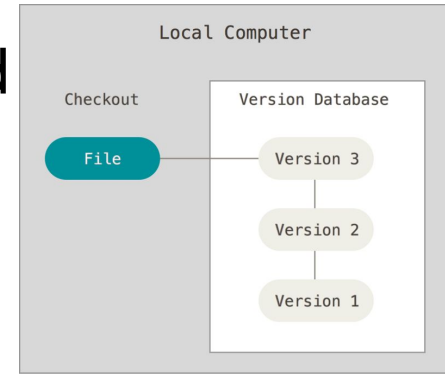 Local Computer
Checkout
Version Database
File
Version 3
Version 2
Version 1